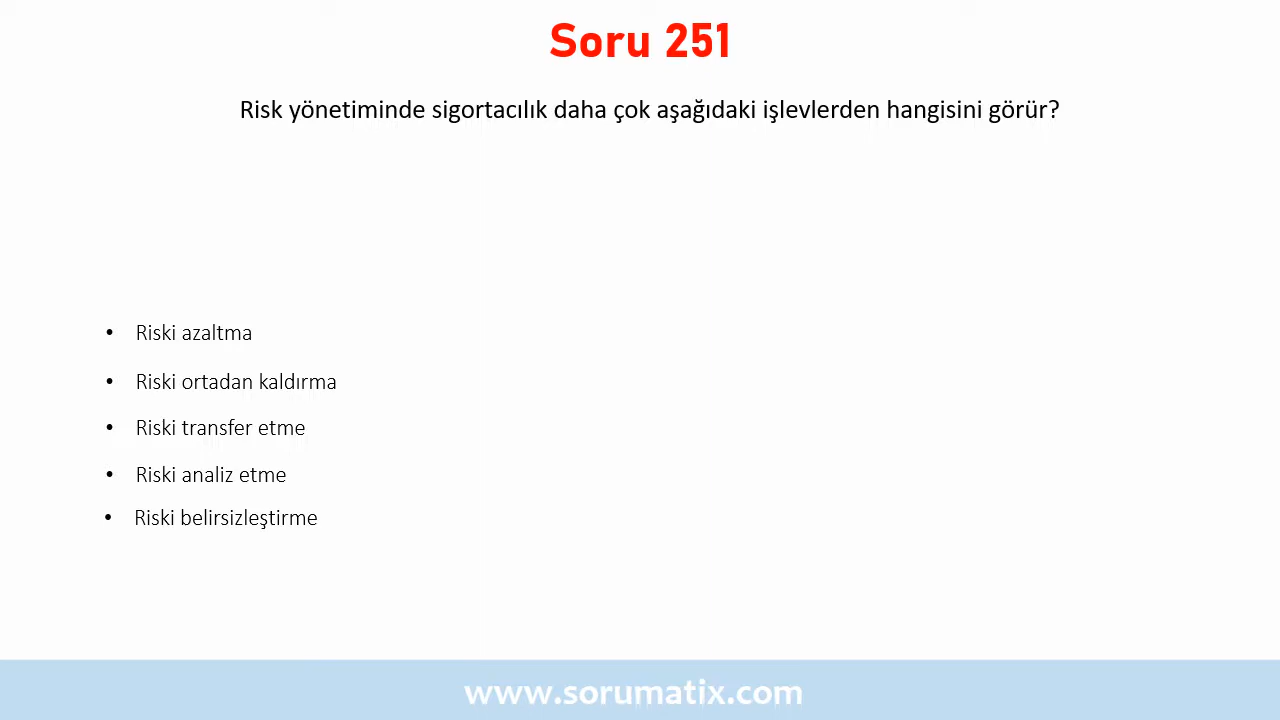 Soru 251
Risk yönetiminde sigortacılık daha çok aşağıdaki işlevlerden hangisini görür?
• Riski azaltma
• Riski ortadan kaldırma
• Riski transfer etme
• Riski analiz etme
• Riski belirsizleştirme
www.sorumatix.com